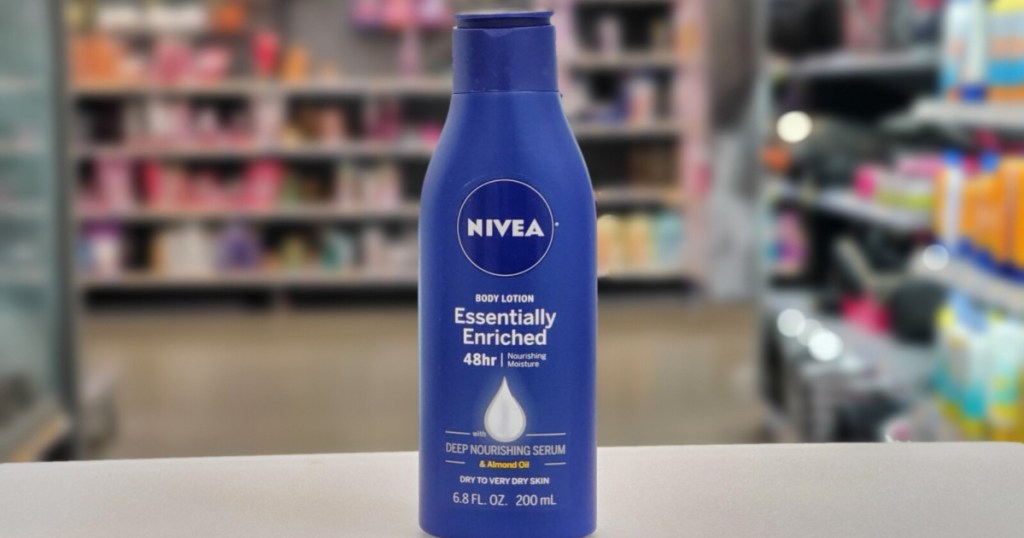 NIVEA
BODY LOTION
Essentially
Enriched
48hr | Nourishing
Moisture
with
DEEP NOURISHING SERUM
& Almond Oil
DRY TO VERY DRY SKIN
6.8 FL. OZ. 200 mL